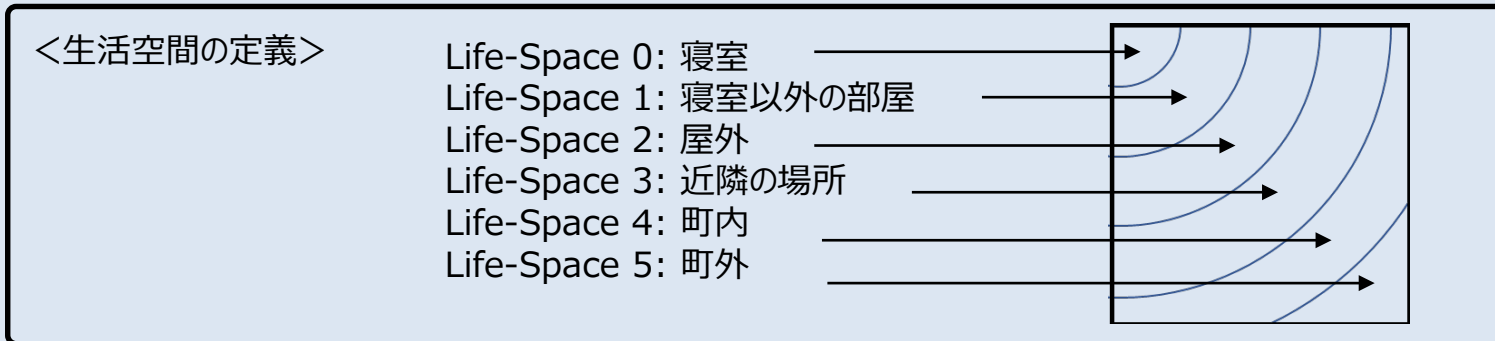 <生活空間の定義>
Life-Space 0: 寝室
Life-Space 1: 寝室以外の部屋
Life-Space 2: 屋外
Life-Space 3: 近隣の場所
Life-Space 4: 町内
Life-Space 5: 町外